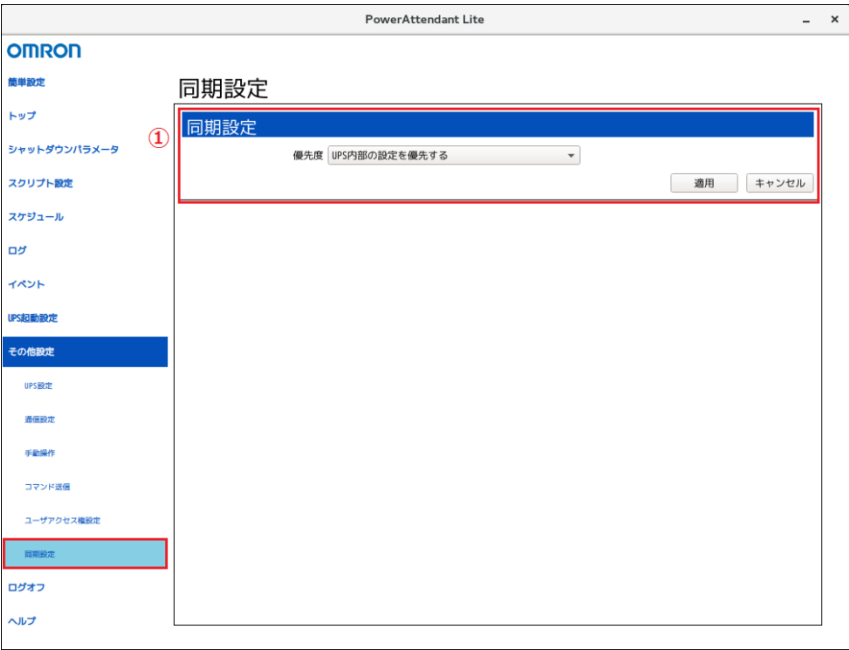 PowerAttendant Lite
OMRON
簡単設定
トップ
シャットダウンパラメータ
スクリプト設定
スケジュール
ログ
イベント
UPS起動設定
その他設定
UPS設定
通信設定
手動操作
コマンド送信
ユーザアクセス権設定
同期設定
ログオフ
ヘルプ
同期設定
①
同期設定
優先度 UPS内部の設定を優先する
適用 キャンセル